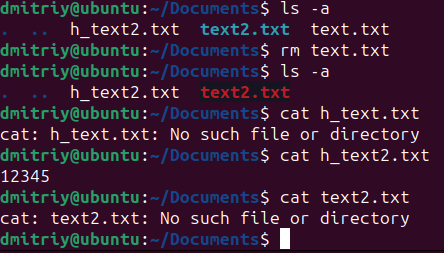 dmitriy@ubuntu:~/Documents$ ls -a
.  ..  h_text2.txt  text2.txt  text.txt
dmitriy@ubuntu:~/Documents$ rm text.txt
dmitriy@ubuntu:~/Documents$ ls -a
.  ..  h_text2.txt  text2.txt
dmitriy@ubuntu:~/Documents$ cat h_text.txt
cat: h_text.txt: No such file or directory
dmitriy@ubuntu:~/Documents$ cat h_text2.txt
12345
dmitriy@ubuntu:~/Documents$ cat text2.txt
cat: text2.txt: No such file or directory
dmitriy@ubuntu:~/Documents$